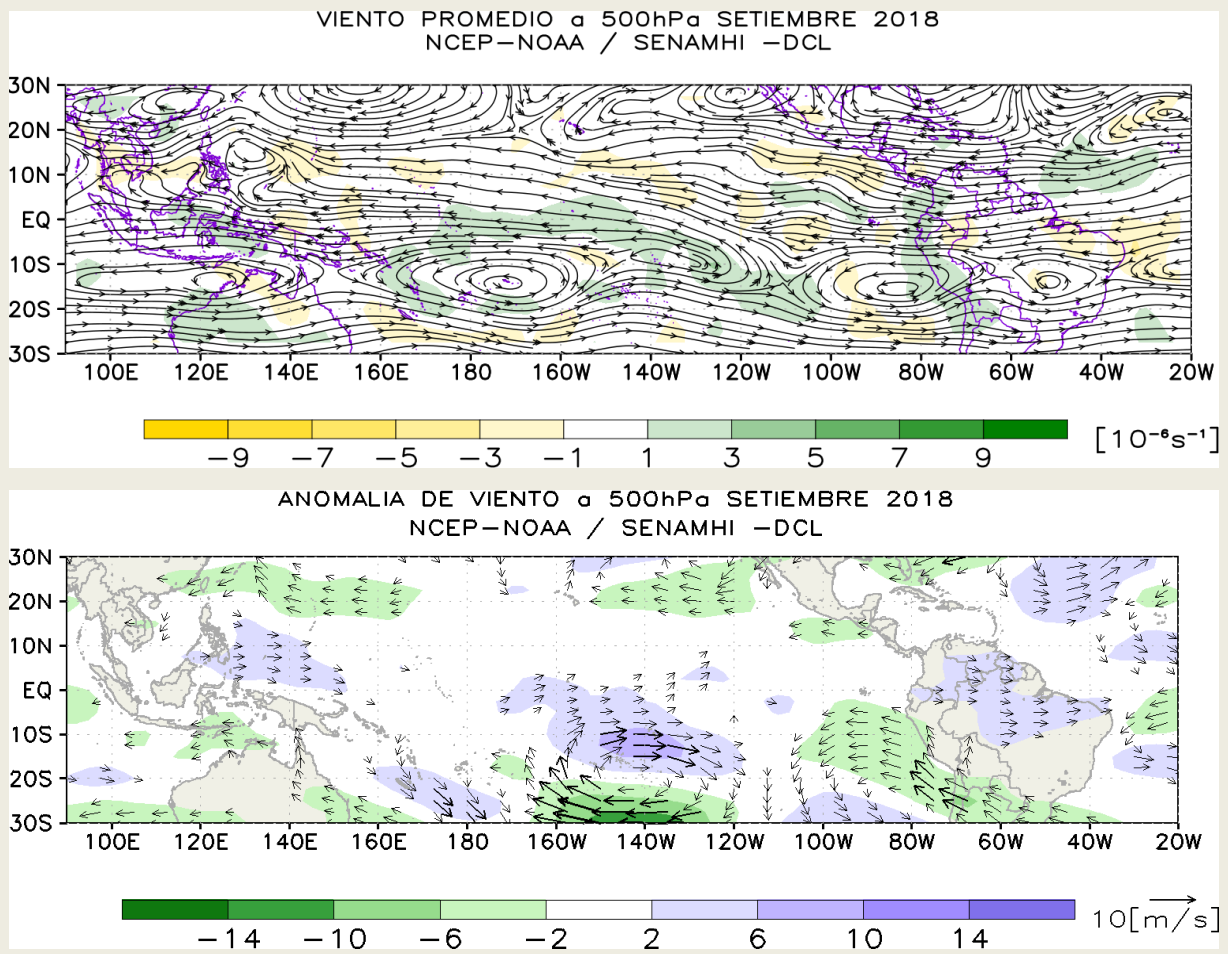 VIENTO PROMEDIO a 500hPa SETIEMBRE 2018
NCEP-NOAA / SENAMHI -DCL
30N
20N
10N
EQ
10S
20S
30S
100E 120E 140E 160E 180 160W 140W 120W 100W 80W 60W 40W 20W
-9 -7 -5 -3 -1 1 3 5 7 9 [10⁻⁶s⁻¹]
ANOMALIA DE VIENTO a 500hPa SETIEMBRE 2018
NCEP-NOAA / SENAMHI -DCL
30N
20N
10N
EQ
10S
20S
30S
100E 120E 140E 160E 180 160W 140W 120W 100W 80W 60W 40W 20W
-14 -10 -6 -2 2 6 10 14 10[m/s]